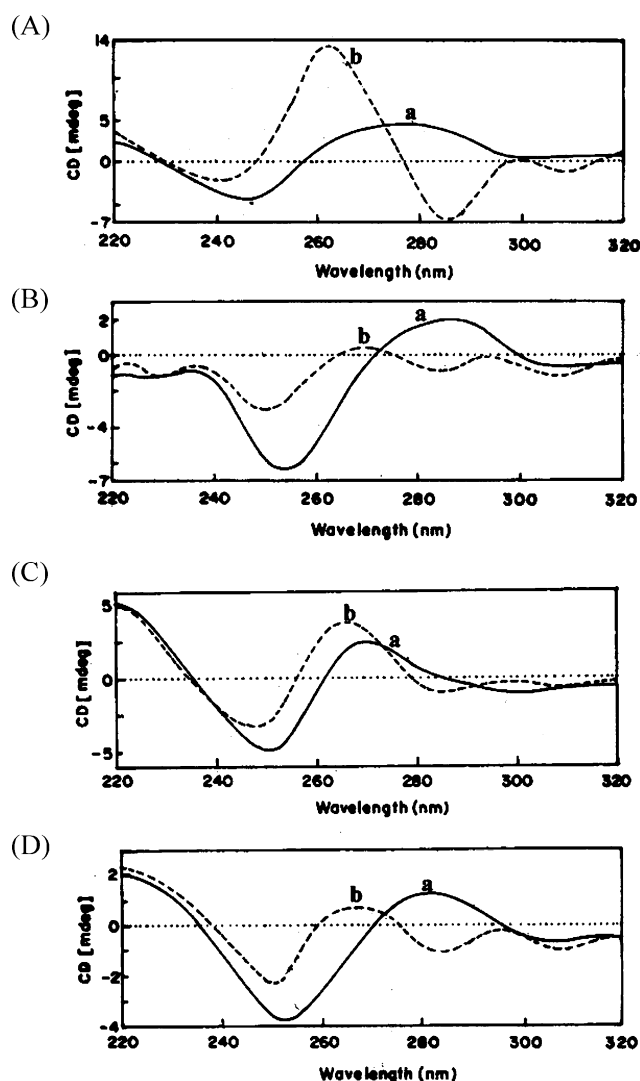 (A)
14
5
0
-7
CD [mdeg]
b
a
220 240 260 280 300 320
Wavelength (nm)
(B)
2
0
-4
-7
CD [mdeg]
a
b
220 240 260 280 300 320
Wavelength (nm)
(C)
5
0
-5
CD [mdeg]
b
a
220 240 260 280 300 320
Wavelength (nm)
(D)
2
0
-2
-4
CD [mdeg]
b
a
220 240 260 280 300 320
Wavelength (nm)